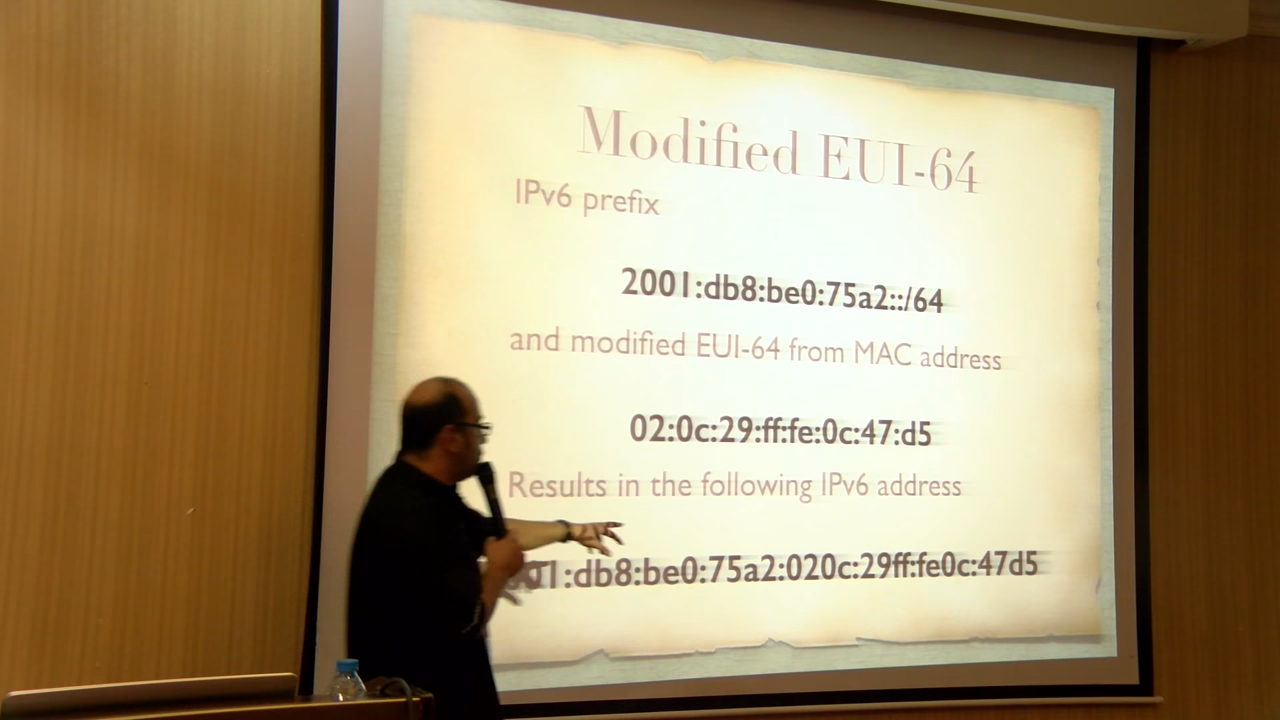 Modified EUI-64
IPv6 prefix
2001:db8:be0:75a2::/64
and modified EUI-64 from MAC address
02:0c:29:ff:fe:0c:47:d5
Results in the following IPv6 address
:db8:be0:75a2:020c:29ff:fe0c:47d5